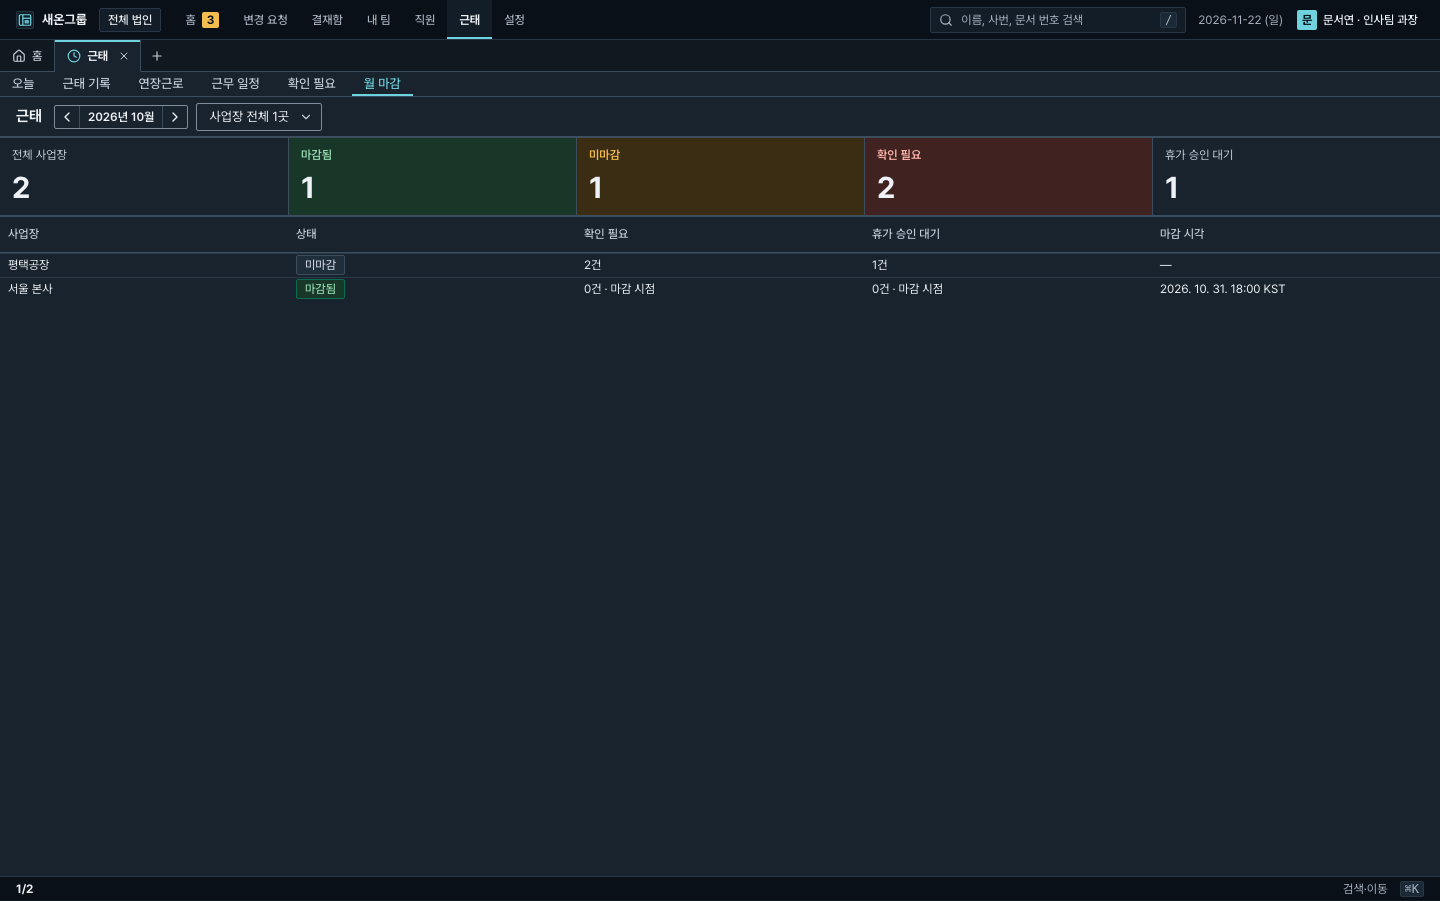 새온그룹 전체 법인 홈 3 변경 요청 결재함 내 팀 직원 근태 설정 이름, 사번, 문서 번호 검색 / 2026-11-22 (일) 문 문서연 · 인사팀 과장
홈 근태
오늘 근태 기록 연장근로 근무 일정 확인 필요 월 마감
근태 2026년 10월 사업장 전체 1곳
전체 사업장 마감됨 미마감 확인 필요 휴가 승인 대기
2 1 1 2 1
사업장 상태 확인 필요 휴가 승인 대기 마감 시각
평택공장 미마감 2건 1건 —
서울 본사 마감됨 0건 · 마감 시점 0건 · 마감 시점 2026. 10. 31. 18:00 KST
1/2 검색·이동 ⌘K